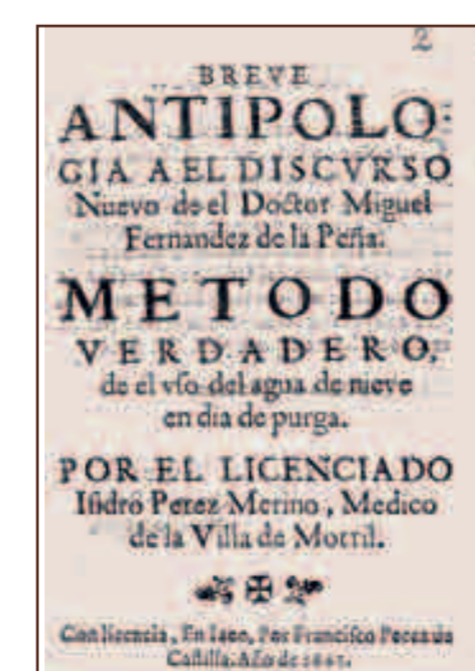 2
BREVE
ANTIPOLO-
GIA A EL DISCVRSO
Nuevo de el Doctor Miguel
Fernandez de la Peña.
METODO
VERDADERO,
de el vſo del agua de nieve
en dia de purga.
POR EL LICENCIADO
Iſidro Perez Merino, Medico
de la Villa de Motril.
Con licencia, En Iaen, Por Franciſco Perez de
Caſtilla. Año de